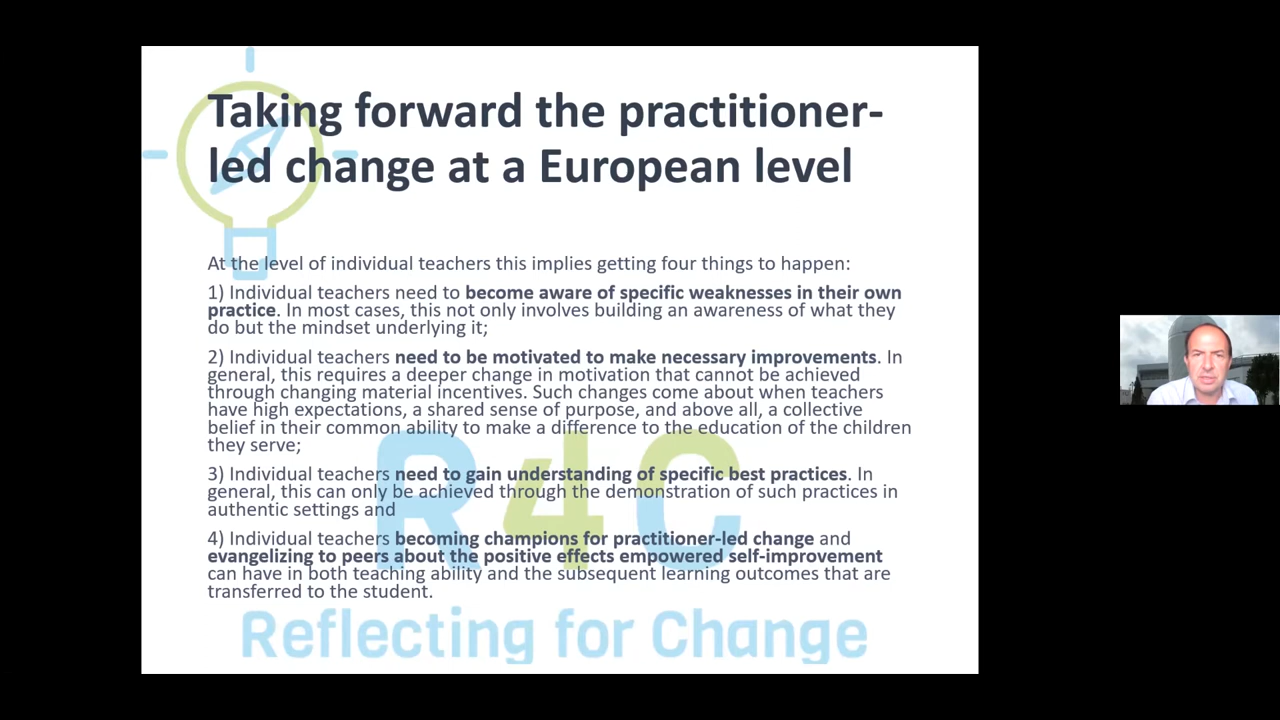 Taking forward the practitioner-
led change at a European level
At the level of individual teachers this implies getting four things to happen:
1) Individual teachers need to become aware of specific weaknesses in their own
practice. In most cases, this not only involves building an awareness of what they
do but the mindset underlying it;
2) Individual teachers need to be motivated to make necessary improvements. In
general, this requires a deeper change in motivation that cannot be achieved
through changing material incentives. Such changes come about when teachers
have high expectations, a shared sense of purpose, and above all, a collective
belief in their common ability to make a difference to the education of the children
they serve;
3) Individual teachers need to gain understanding of specific best practices. In
general, this can only be achieved through the demonstration of such practices in
authentic settings and
4) Individual teachers becoming champions for practitioner-led change and
evangelizing to peers about the positive effects empowered self-improvement
can have in both teaching ability and the subsequent learning outcomes that are
transferred to the student.
R4C
Reflecting for Change